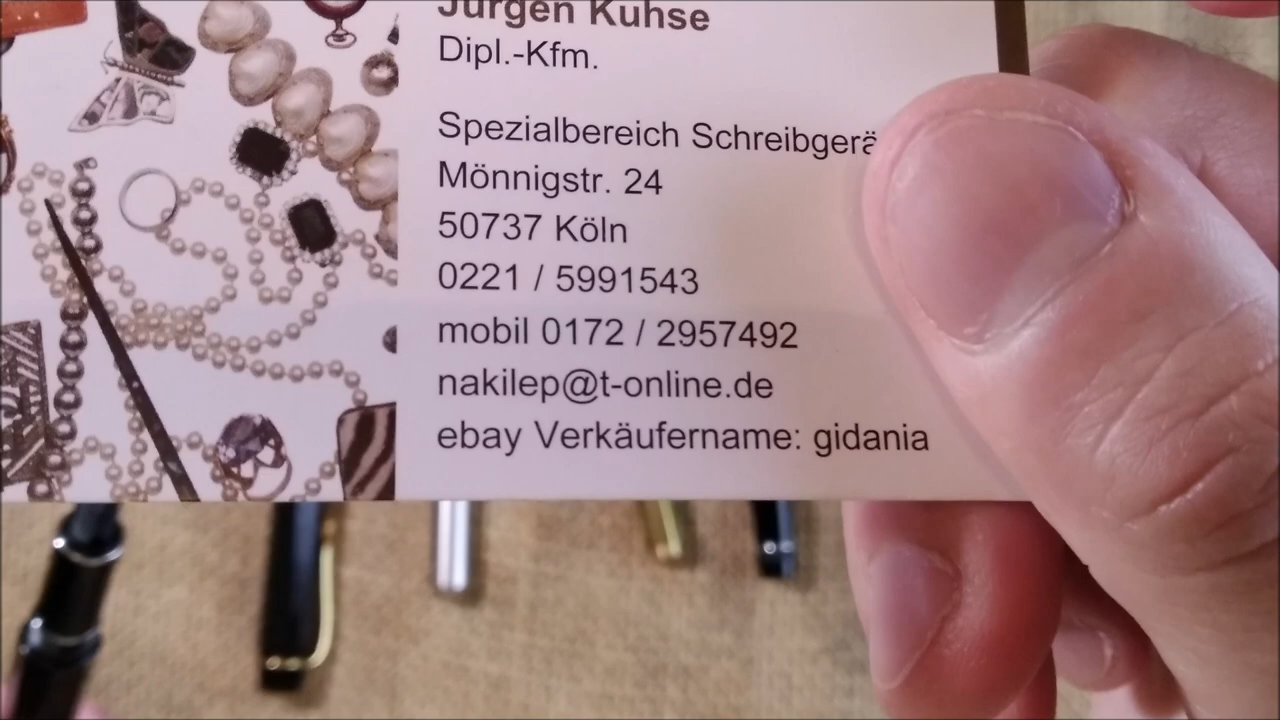 Jürgen Kuhse
Dipl.-Kfm.
Spezialbereich
Mönnigstr. 24
50737 Köln
0221 / 5991543
mobil 0172 / 2957492
nakilep@t-online.de
ebay Verkäufername: gidania